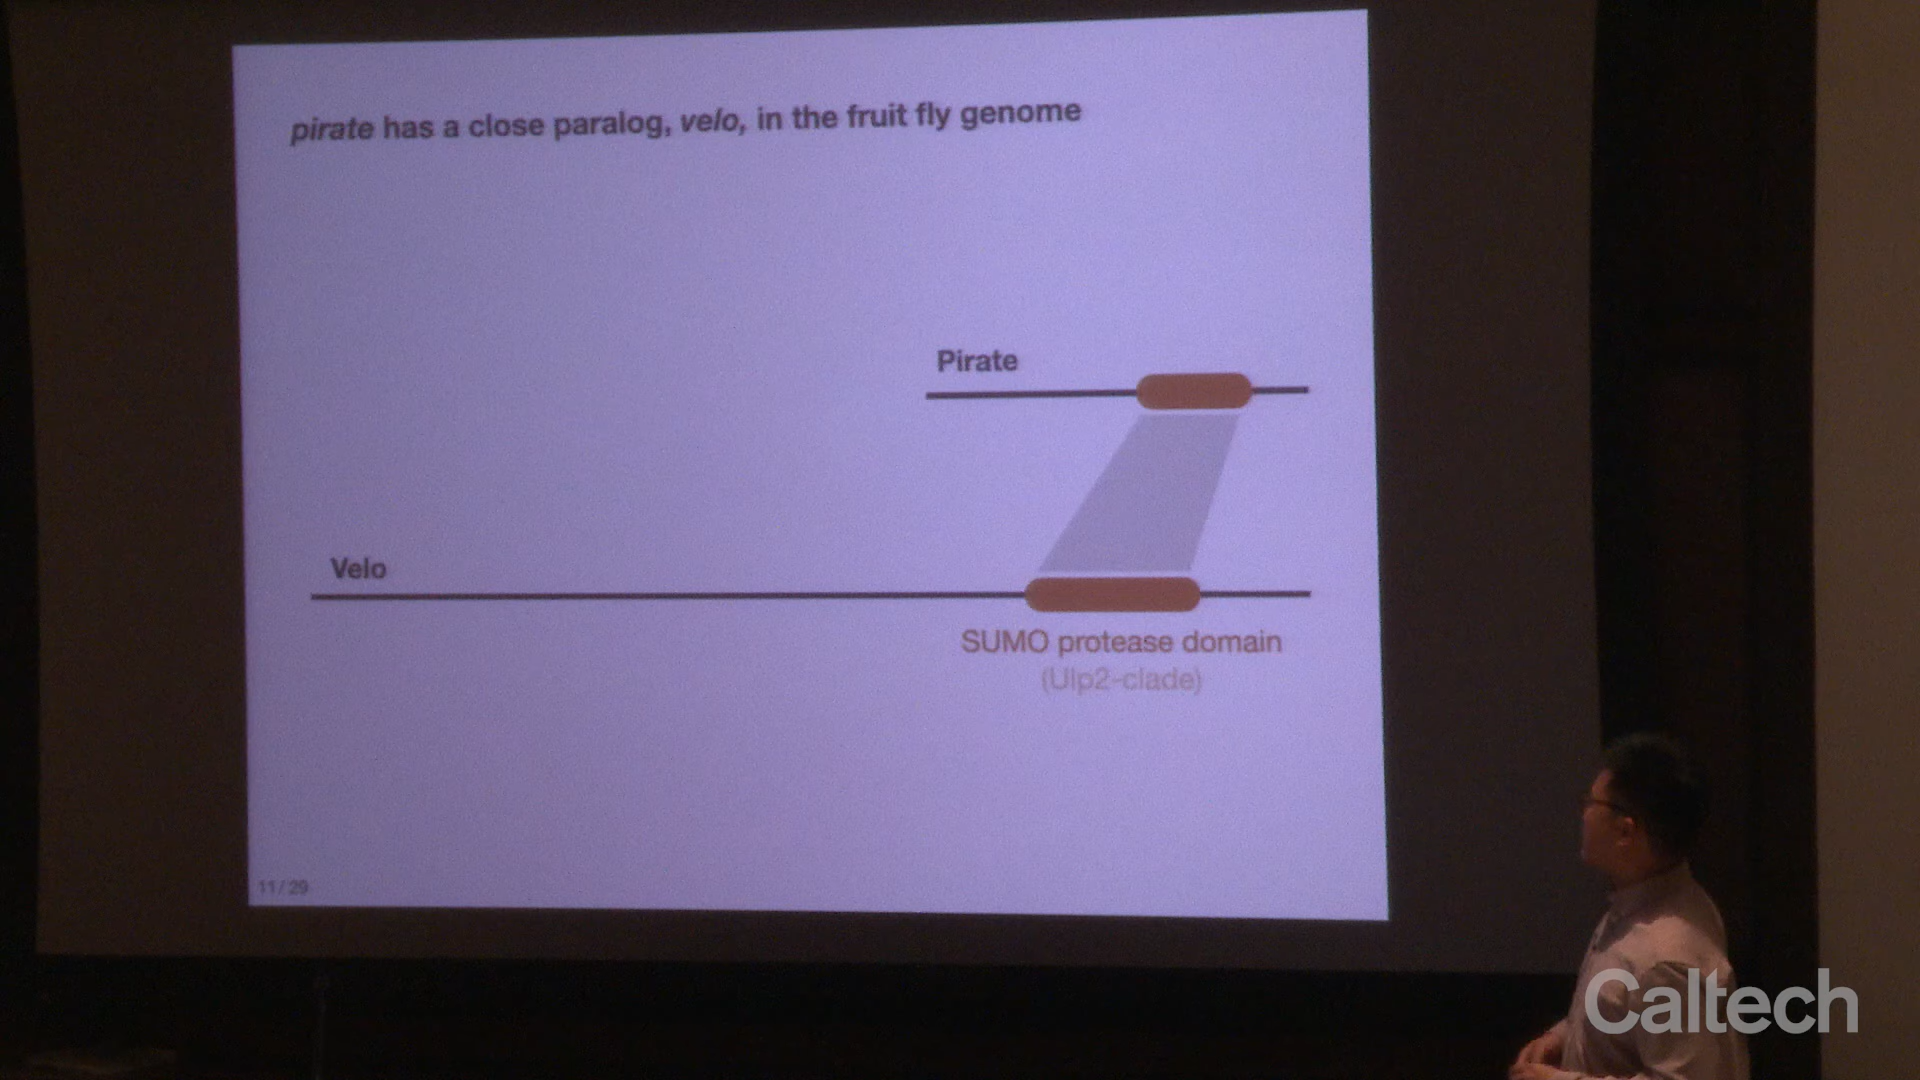 pirate has a close paralog, velo, in the fruit fly genome
Pirate
Velo
SUMO protease domain
(Ulp2-clade)
11 / 29
Caltech